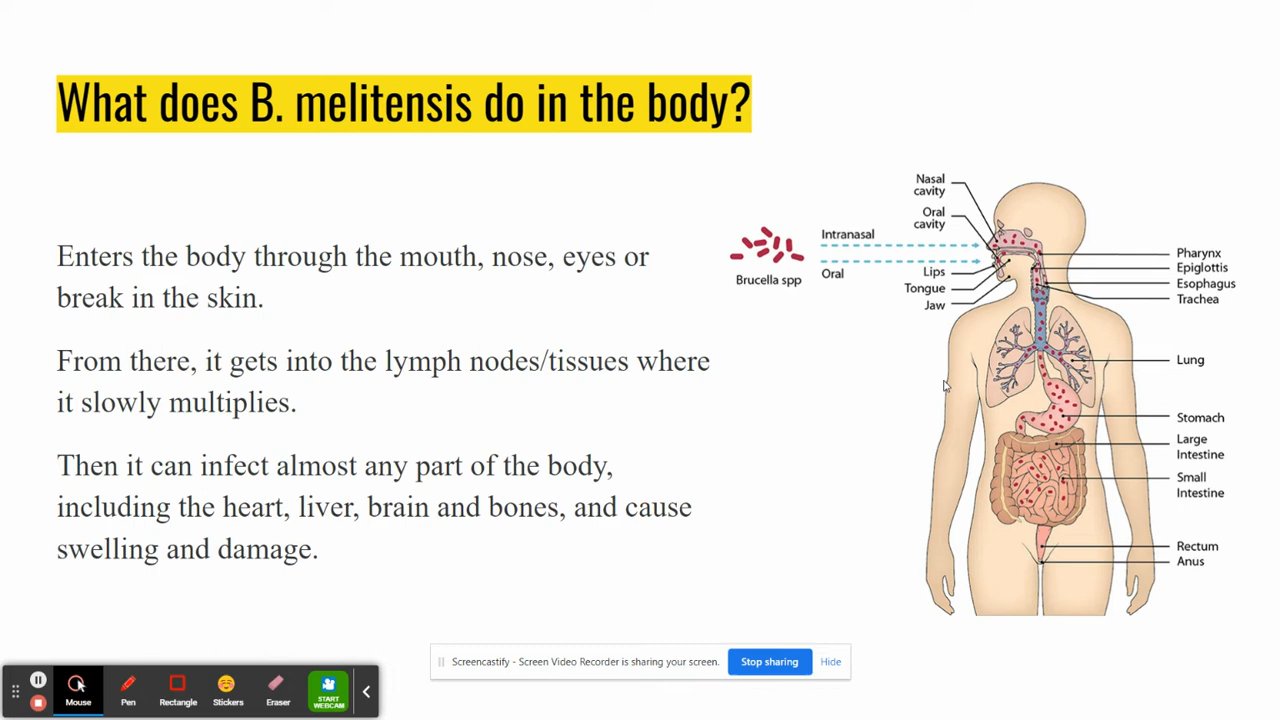 What does B. melitensis do in the body?
Enters the body through the mouth, nose, eyes or
break in the skin.
From there, it gets into the lymph nodes/tissues where
it slowly multiplies.
Then it can infect almost any part of the body,
including the heart, liver, brain and bones, and cause
swelling and damage.
Brucella spp
Intranasal
Oral
Nasal
cavity
Oral
cavity
Lips
Tongue
Jaw
Pharynx
Epiglottis
Esophagus
Trachea
Lung
Stomach
Large
Intestine
Small
Intestine
Rectum
Anus
Screencastify - Screen Video Recorder is sharing your screen.
Stop sharing
Hide
Mouse
Pen
Rectangle
Stickers
Eraser
START
WEBCAM